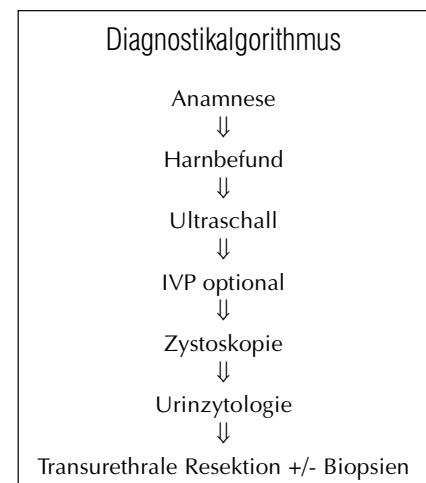 Diagnostikalgorithmus
Anamnese
⇓
Harnbefund
⇓
Ultraschall
⇓
IVP optional
⇓
Zystoskopie
⇓
Urinzytologie
⇓
Transurethrale Resektion +/- Biopsien